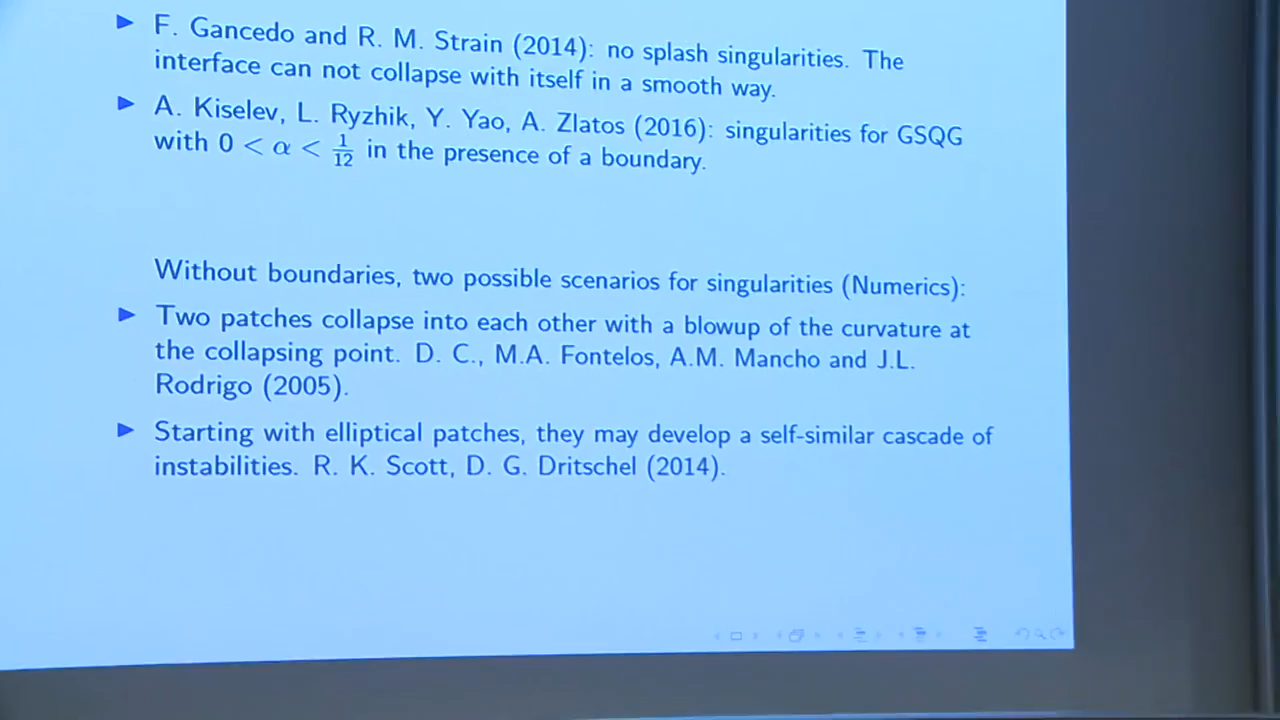 ▶ F. Gancedo and R. M. Strain (2014): no splash singularities. The
interface can not collapse with itself in a smooth way.
▶ A. Kiselev, L. Ryzhik, Y. Yao, A. Zlatos (2016): singularities for GSQG
with 0 < α < 1/12 in the presence of a boundary.
Without boundaries, two possible scenarios for singularities (Numerics):
▶ Two patches collapse into each other with a blowup of the curvature at
the collapsing point. D. C., M.A. Fontelos, A.M. Mancho and J.L.
Rodrigo (2005).
▶ Starting with elliptical patches, they may develop a self-similar cascade of
instabilities. R. K. Scott, D. G. Dritschel (2014).